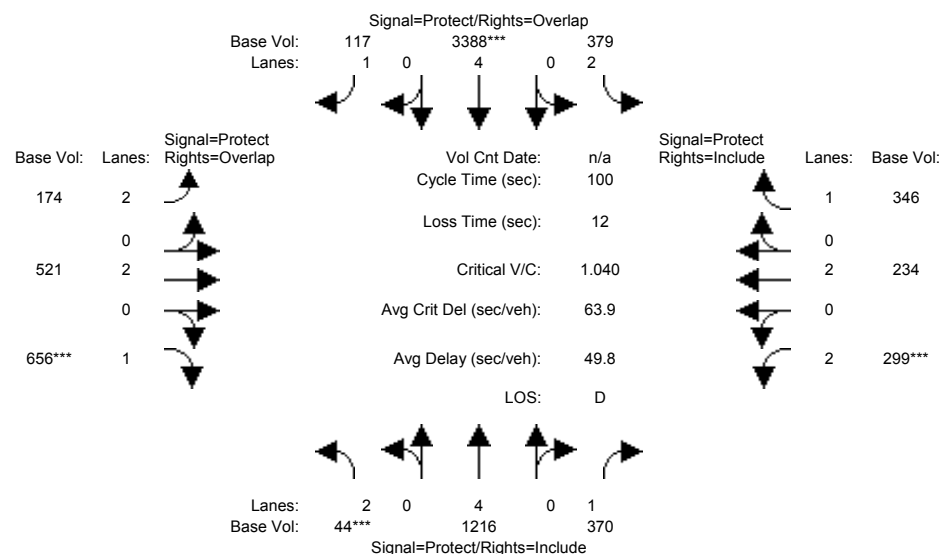 Signal=Protect/Rights=Overlap
Base Vol: 117 3388*** 379
Lanes: 1 0 4 0 2
Signal=Protect
Base Vol: Lanes: Rights=Overlap
Vol Cnt Date: n/a
Signal=Protect
Rights=Include Lanes: Base Vol:
Cycle Time (sec): 100
174 2
1 346
Loss Time (sec): 12
0
0
521 2
Critical V/C: 1.040
2 234
0
Avg Crit Del (sec/veh): 63.9
0
656*** 1
Avg Delay (sec/veh): 49.8
2 299***
LOS: D
Lanes: 2 0 4 0 1
Base Vol: 44*** 1216 370
Signal=Protect/Rights=Include